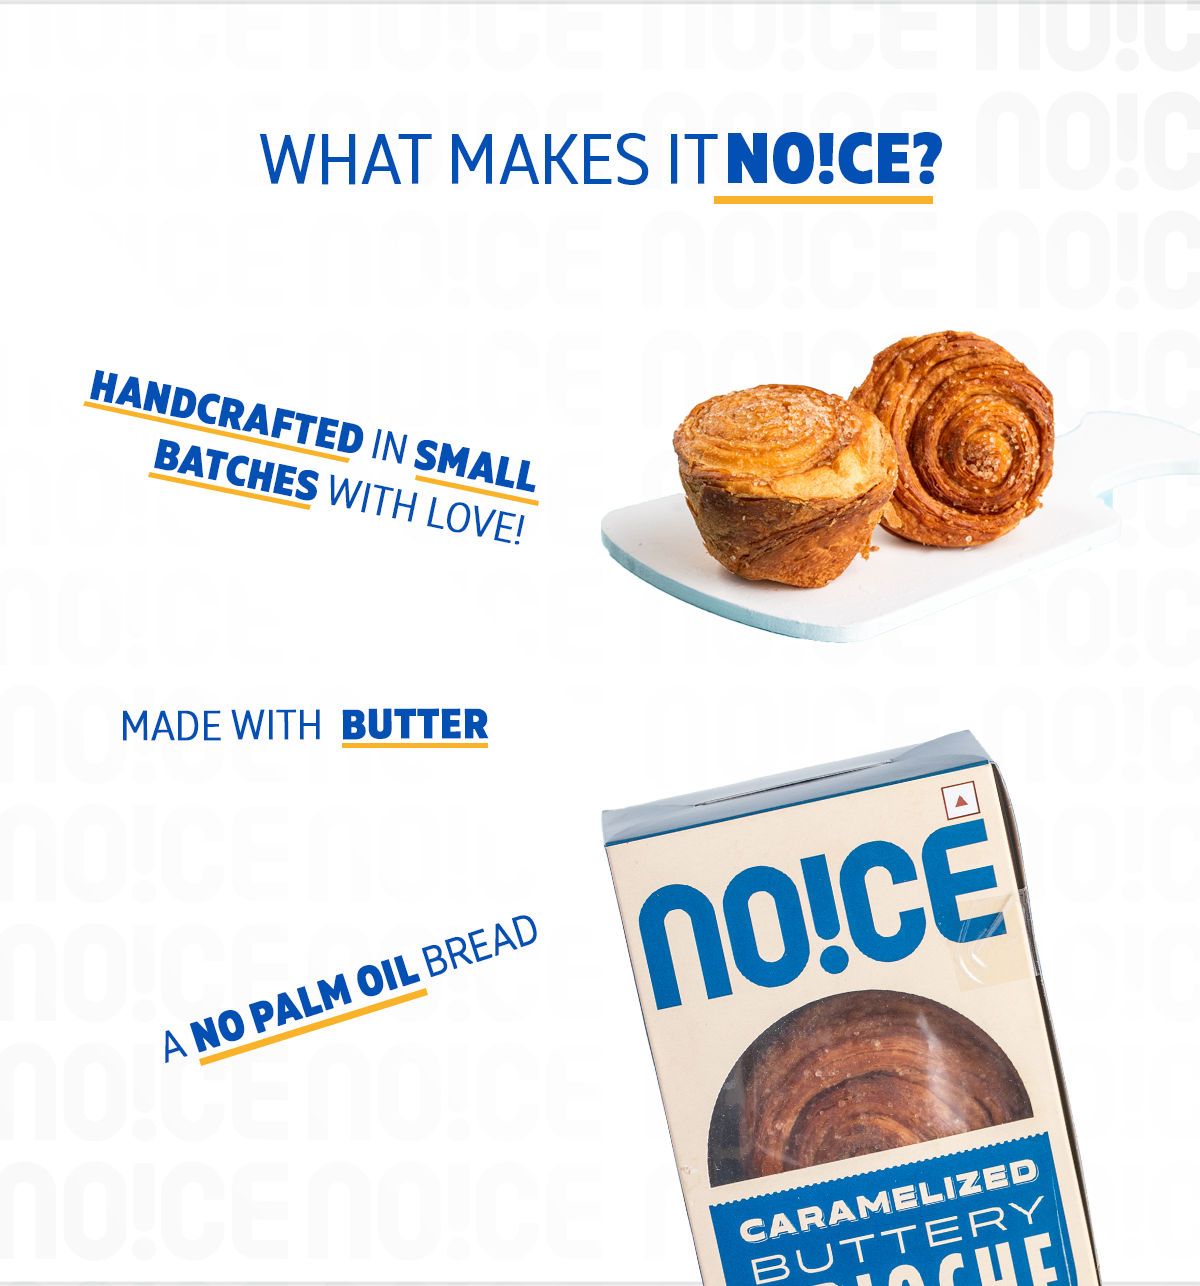 WHAT MAKES IT NO!CE?
HANDCRAFTED IN SMALL
BATCHES WITH LOVE!
MADE WITH BUTTER
A NO PALM OIL BREAD
NO!CE
CARAMELIZED
BUTTERY